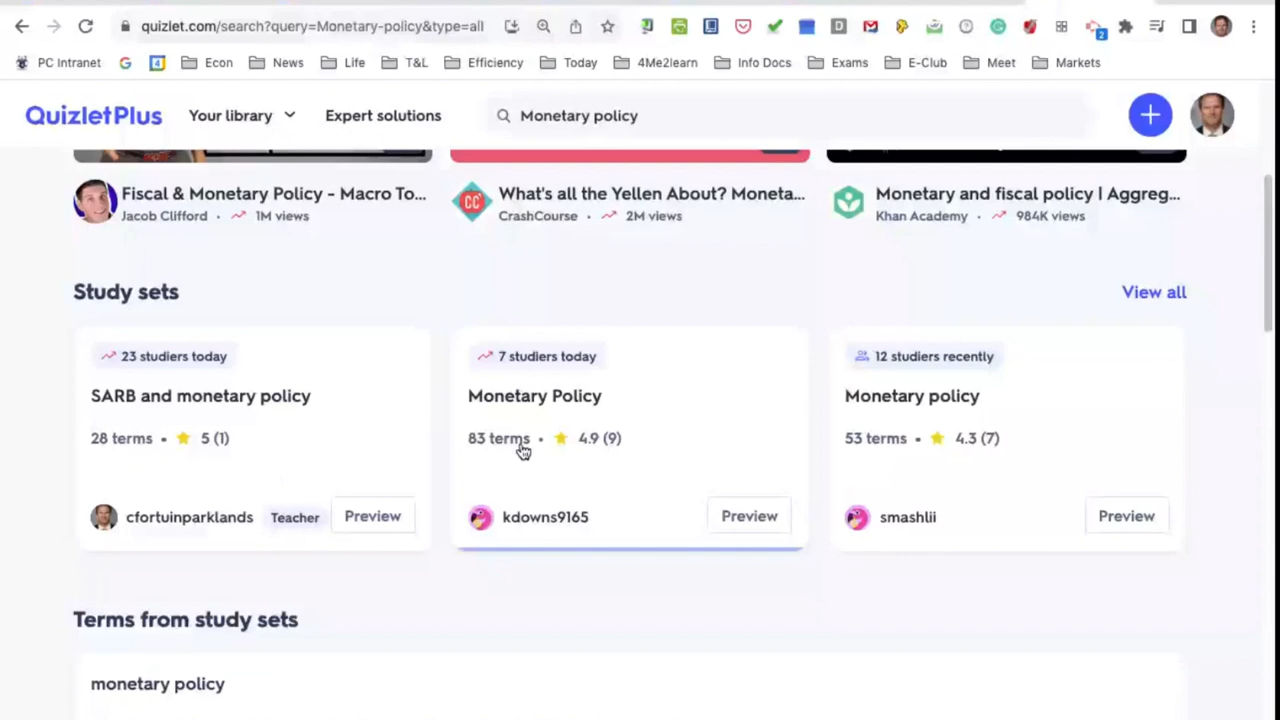 quizlet.com/search?query=Monetary-policy&type=all
2
PC Intranet
4
Econ
News
Life
T&L
Efficiency
Today
4Me2learn
Info Docs
Exams
E-Club
Meet
Markets
QuizletPlus
Your library
Expert solutions
Monetary policy
Fiscal & Monetary Policy - Macro To...
Jacob Clifford • 1M views
CC
What's all the Yellen About? Moneta...
CrashCourse • 2M views
Monetary and fiscal policy | Aggreg...
Khan Academy • 984K views
Study sets
View all
23 studiers today
SARB and monetary policy
28 terms • 5 (1)
cfortuinparklands Teacher Preview
7 studiers today
Monetary Policy
83 terms • 4.9 (9)
kdowns9165 Preview
12 studiers recently
Monetary policy
53 terms • 4.3 (7)
smashlii Preview
Terms from study sets
monetary policy